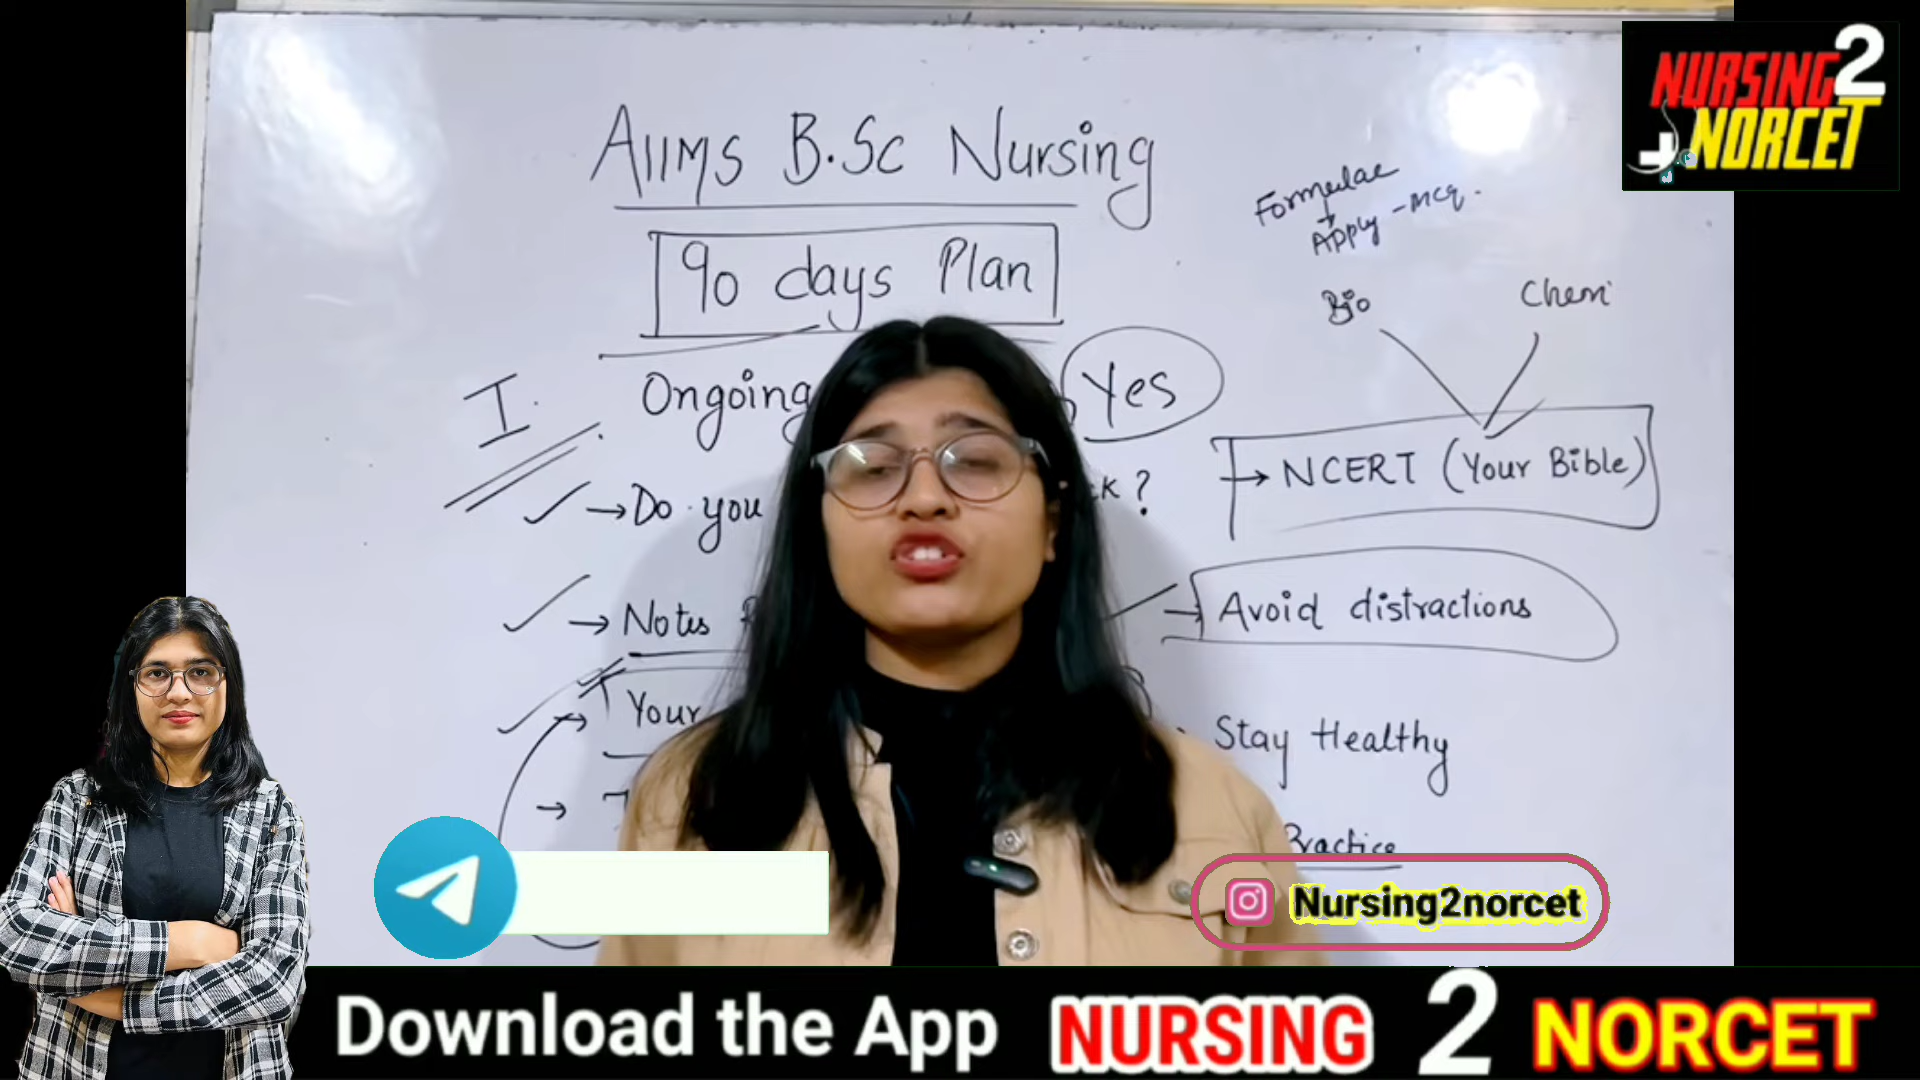 AIIMS B.Sc Nursing
NURSING 2
NORCET
Formulae
Apply - MCQ.
90 days Plan
Bio
Chem
I.
Ongoing
Yes
→ NCERT (Your Bible)
→ Do you
?
→ Notes
→ Avoid distractions
→ Your
Stay Healthy
→
Practice
Nursing2norcet
Download the App NURSING 2 NORCET